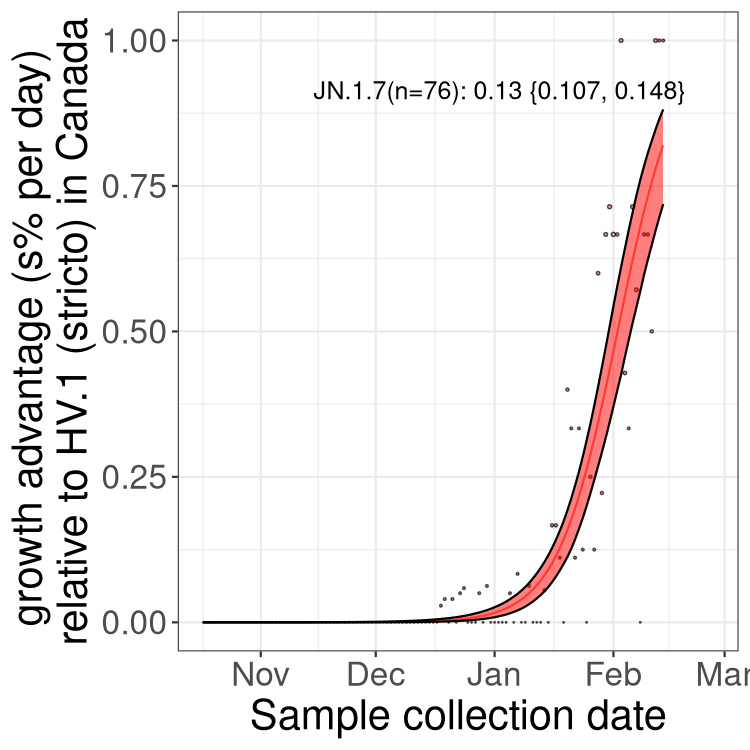 growth advantage (s% per day)
relative to HV.1 (stricto) in Canada
1.00
0.75
0.50
0.25
0.00
JN.1.7(n=76): 0.13 {0.107, 0.148}
Nov
Dec
Jan
Feb
Mar
Sample collection date